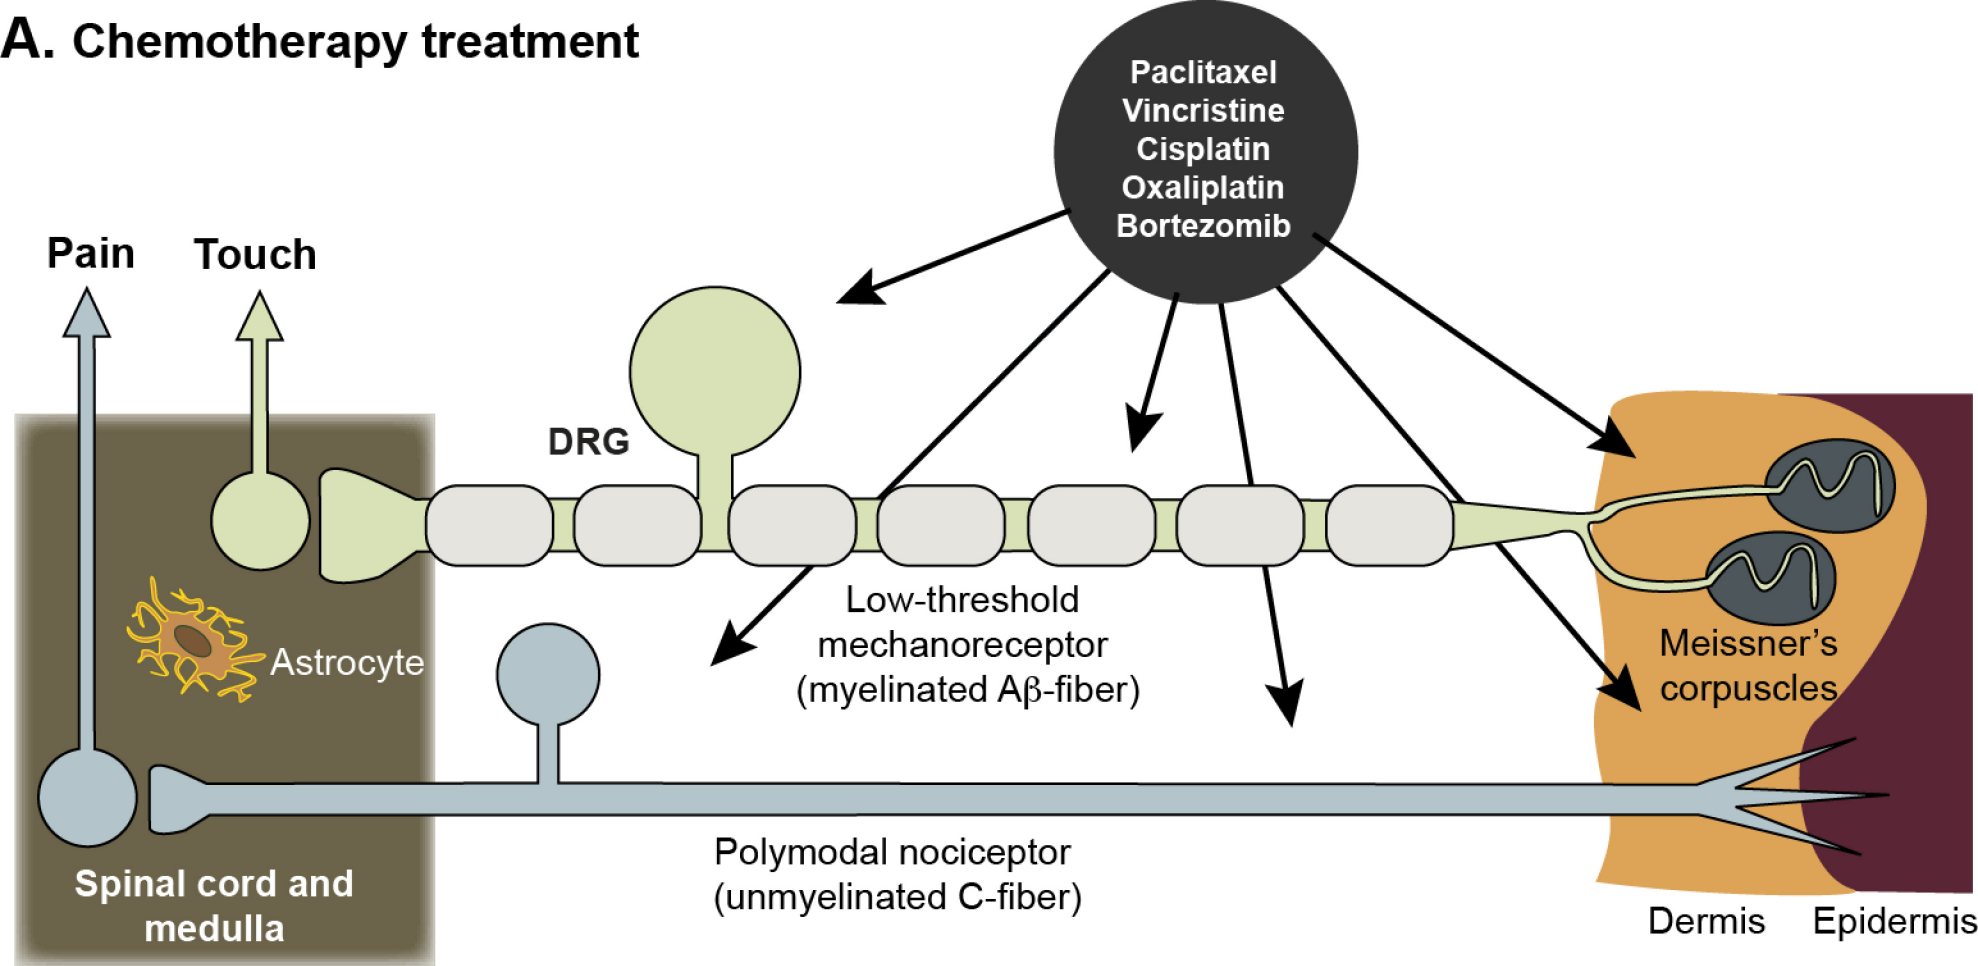 A. Chemotherapy treatment
Paclitaxel
Vincristine
Cisplatin
Oxaliplatin
Bortezomib
Pain
Touch
DRG
Astrocyte
Low-threshold
mechanoreceptor
(myelinated Aβ-fiber)
Meissner’s
corpuscles
Polymodal nociceptor
(unmyelinated C-fiber)
Spinal cord and
medulla
Dermis
Epidermis